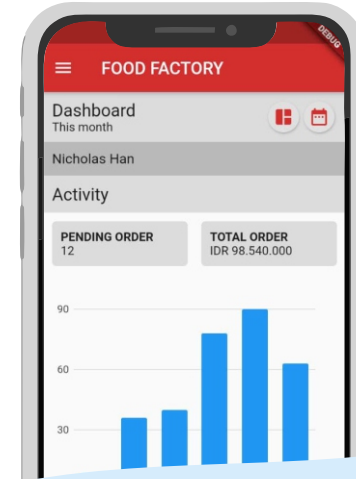 DEBUG
FOOD FACTORY
Dashboard
This month
Nicholas Han
Activity
PENDING ORDER
12
TOTAL ORDER
IDR 98.540.000
90
60
30